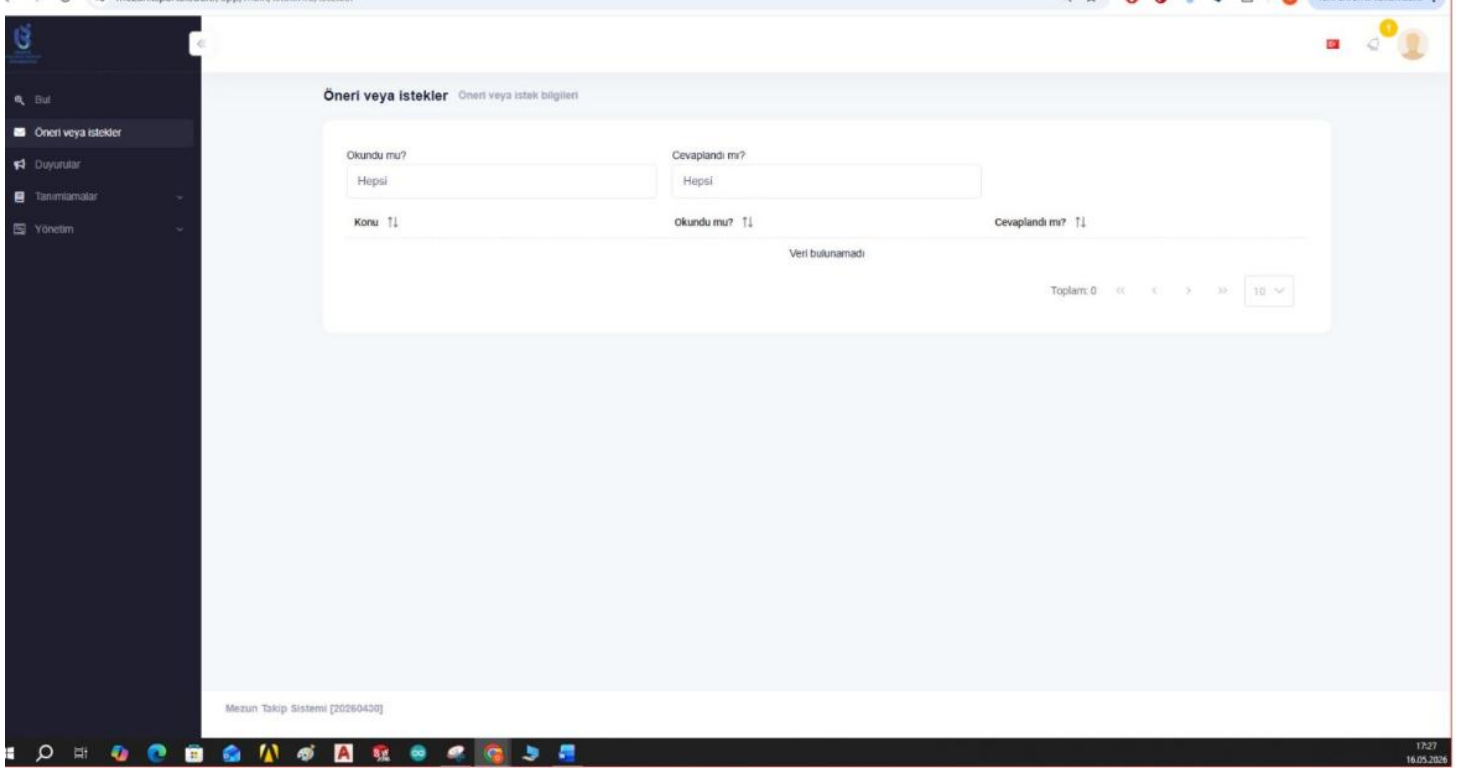 Bul
Öneri veya istekler
Duyurular
Tanımlamalar
Yönetim
1
Öneri veya istekler Öneri veya istek bilgileri
Okundu mu? Cevaplandı mı?
Hepsi Hepsi
Konu Okundu mu? Cevaplandı mı?
Veri bulunamadı
Toplam: 0 10
Mezun Takip Sistemi [20260430]
17:27
16.05.2026